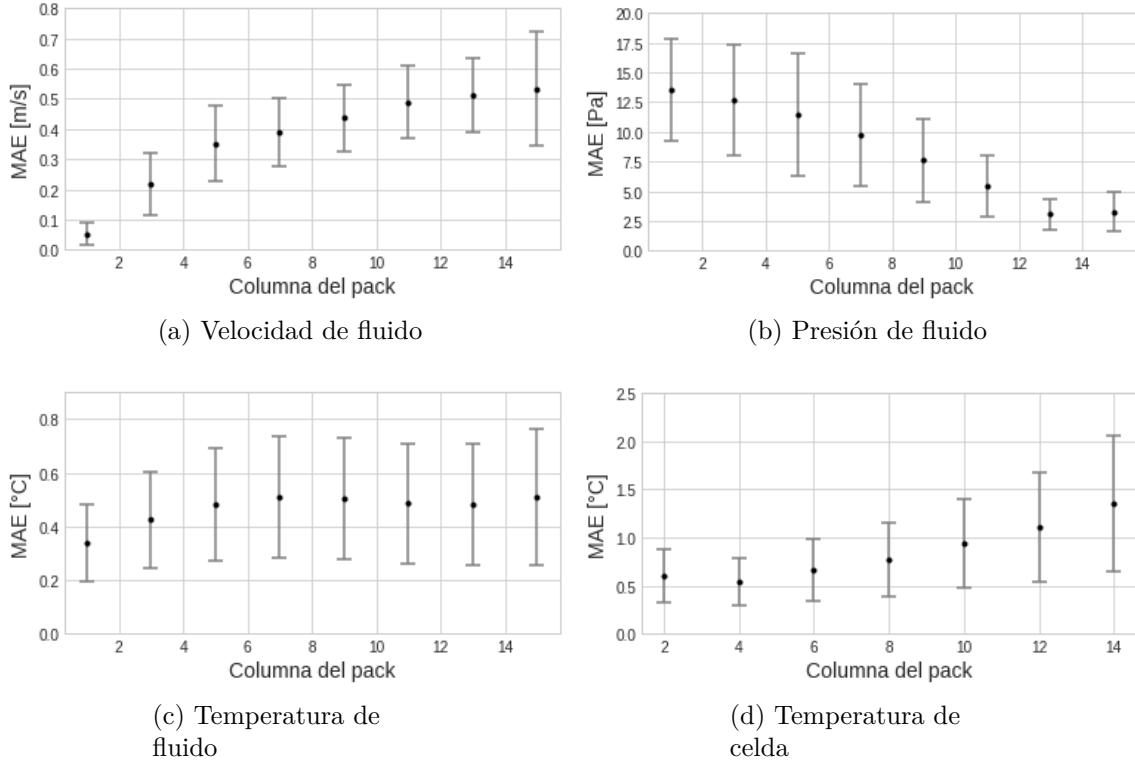 0.8
0.7
0.6
0.5
0.4
0.3
0.2
0.1
0.0
MAE [m/s]
2 4 6 8 10 12 14
Columna del pack
(a) Velocidad de fluido
20.0
17.5
15.0
12.5
10.0
7.5
5.0
2.5
0.0
MAE [Pa]
2 4 6 8 10 12 14
Columna del pack
(b) Presión de fluido
0.8
0.6
0.4
0.2
0.0
MAE [°C]
2 4 6 8 10 12 14
Columna del pack
(c) Temperatura de
fluido
2.5
2.0
1.5
1.0
0.5
0.0
MAE [°C]
2 4 6 8 10 12 14
Columna del pack
(d) Temperatura de
celda